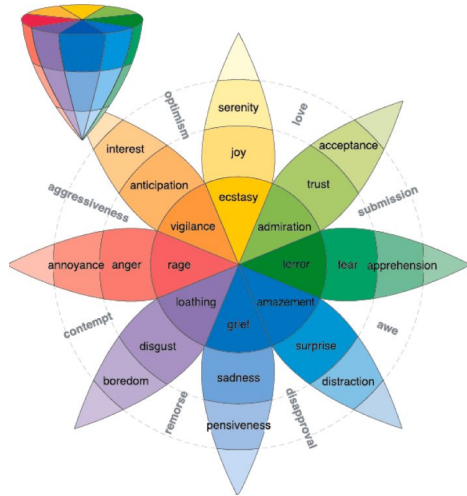 optimism
serenity
love
interest
joy
acceptance
anticipation
trust
aggressiveness
ecstasy
submission
vigilance
admiration
annoyance
anger
rage
terror
fear
apprehension
loathing
amazement
contempt
grief
awe
disgust
surprise
boredom
sadness
distraction
remorse
disapproval
pensiveness